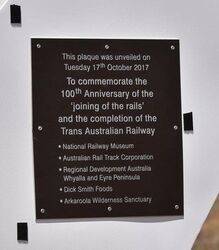 This plaque was unveiled on
Tuesday 17th October 2017
To commemorate the
100th Anniversary of the
'joining of the rails'
and the completion of the
Trans Australian Railway
• National Railway Museum
• Australian Rail Track Corporation
• Regional Development Australia
Whyalla and Eyre Peninsula
• Dick Smith Foods
• Arkaroola Wilderness Sanctuary